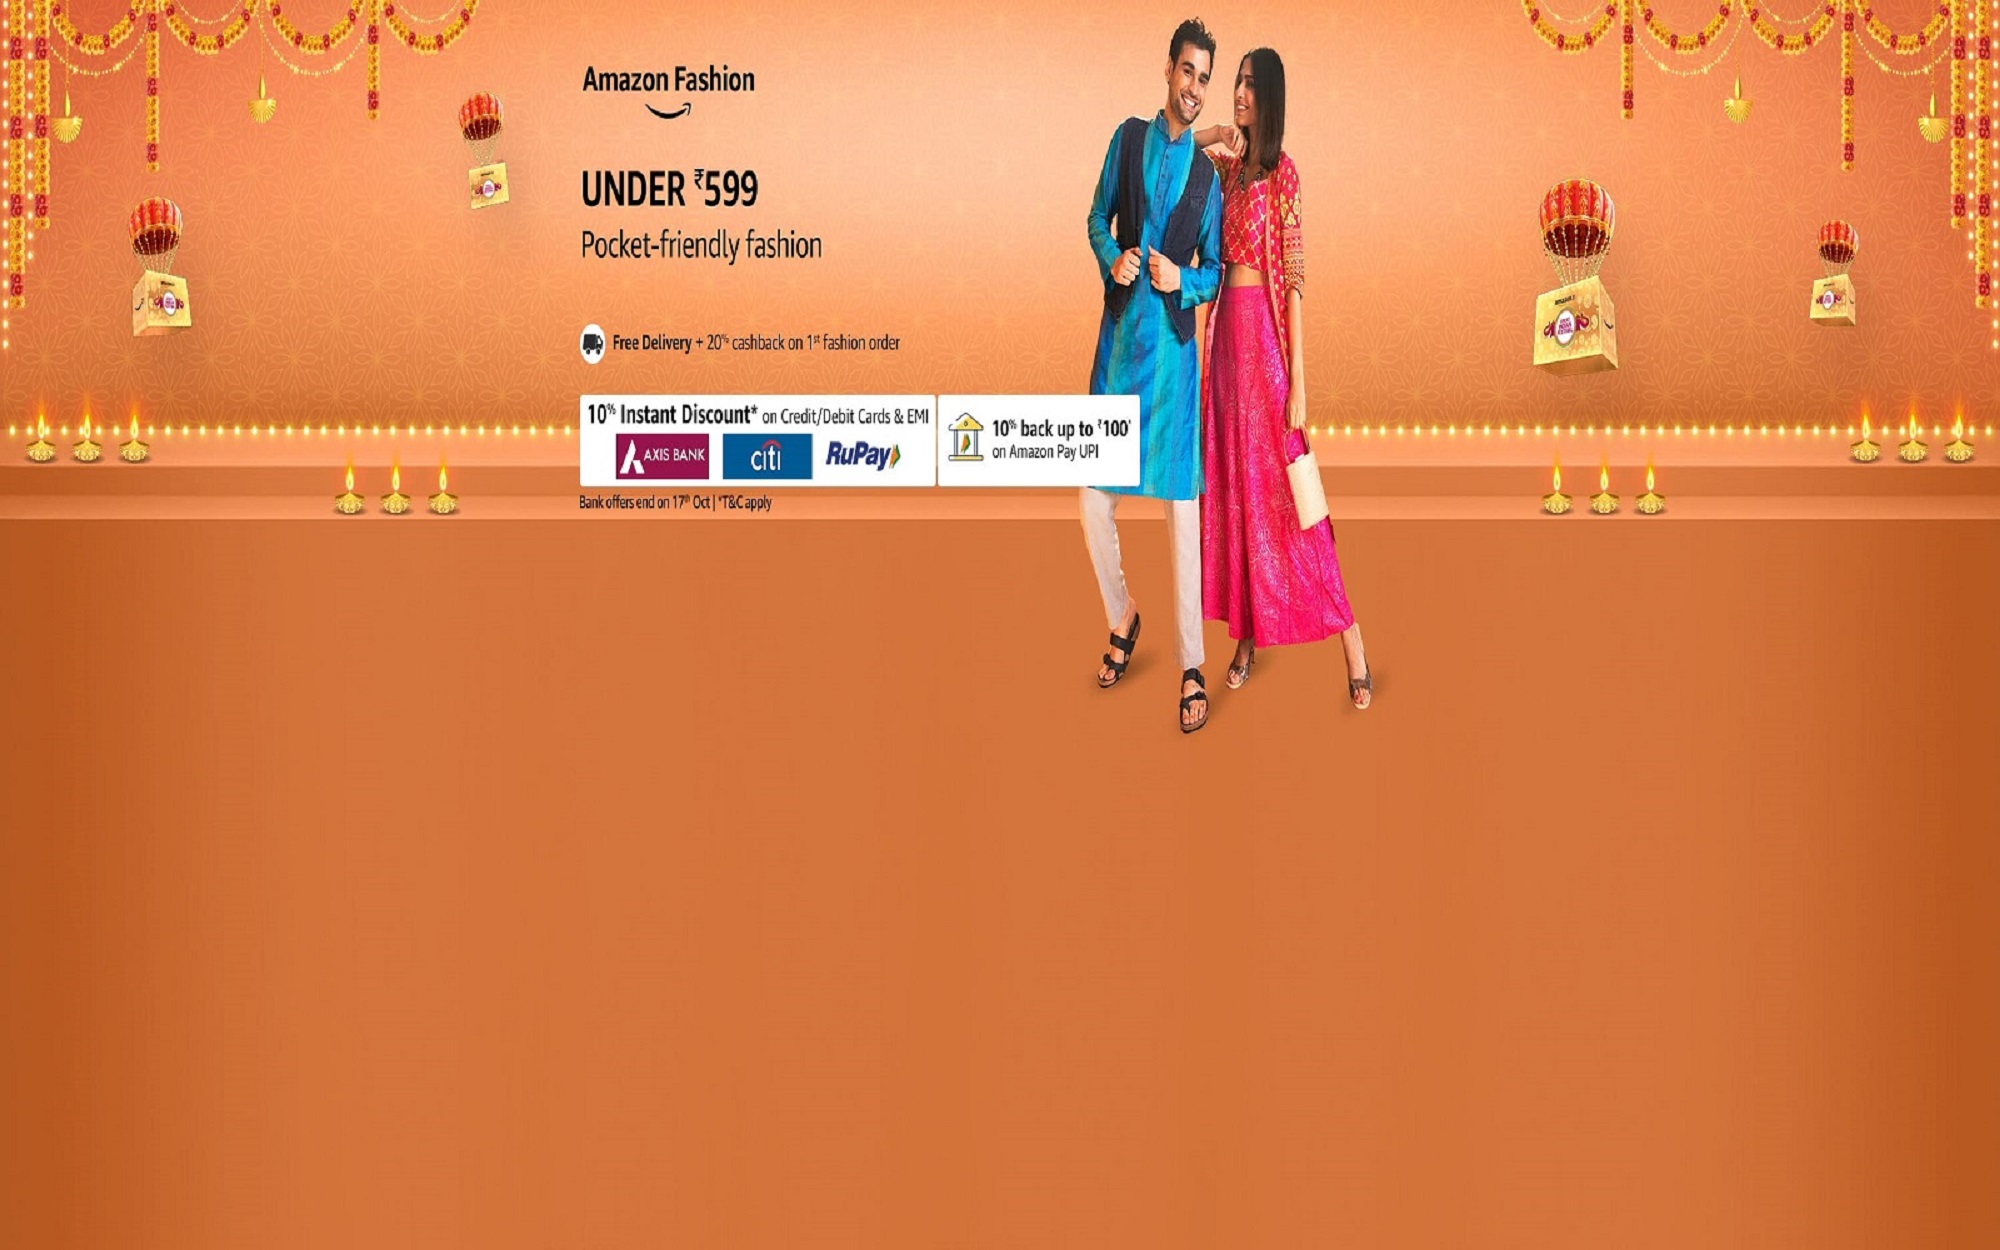 Amazon Fashion
UNDER ₹599
Pocket-friendly fashion
Free Delivery + 20% cashback on 1st fashion order
10% Instant Discount* on Credit/Debit Cards & EMI
AXIS BANK
citi
RuPay
10% back up to ₹100*
on Amazon Pay UPI
Bank offers end on 17th Oct | *T&C apply